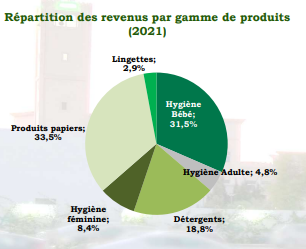 Répartition des revenus par gamme de produits
(2021)
Lingettes;
2,9%
Hygiène
Bébé;
31,5%
Produits papiers;
33,5%
Hygiène Adulte; 4,8%
Hygiène
féminine;
8,4%
Détergents;
18,8%